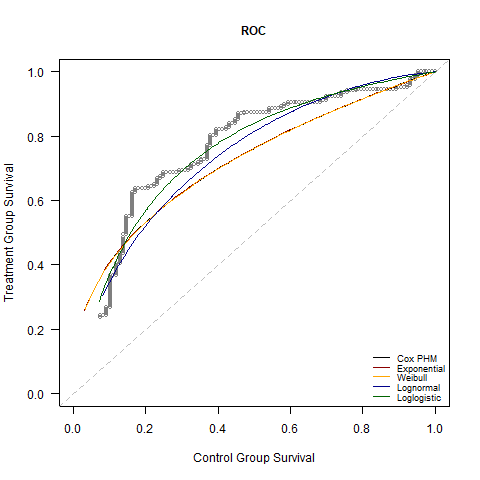 ROC
1.0
0.8
0.6
0.4
0.2
0.0
Treatment Group Survival
Cox PHM
Exponential
Weibull
Lognormal
Loglogistic
0.0 0.2 0.4 0.6 0.8 1.0
Control Group Survival